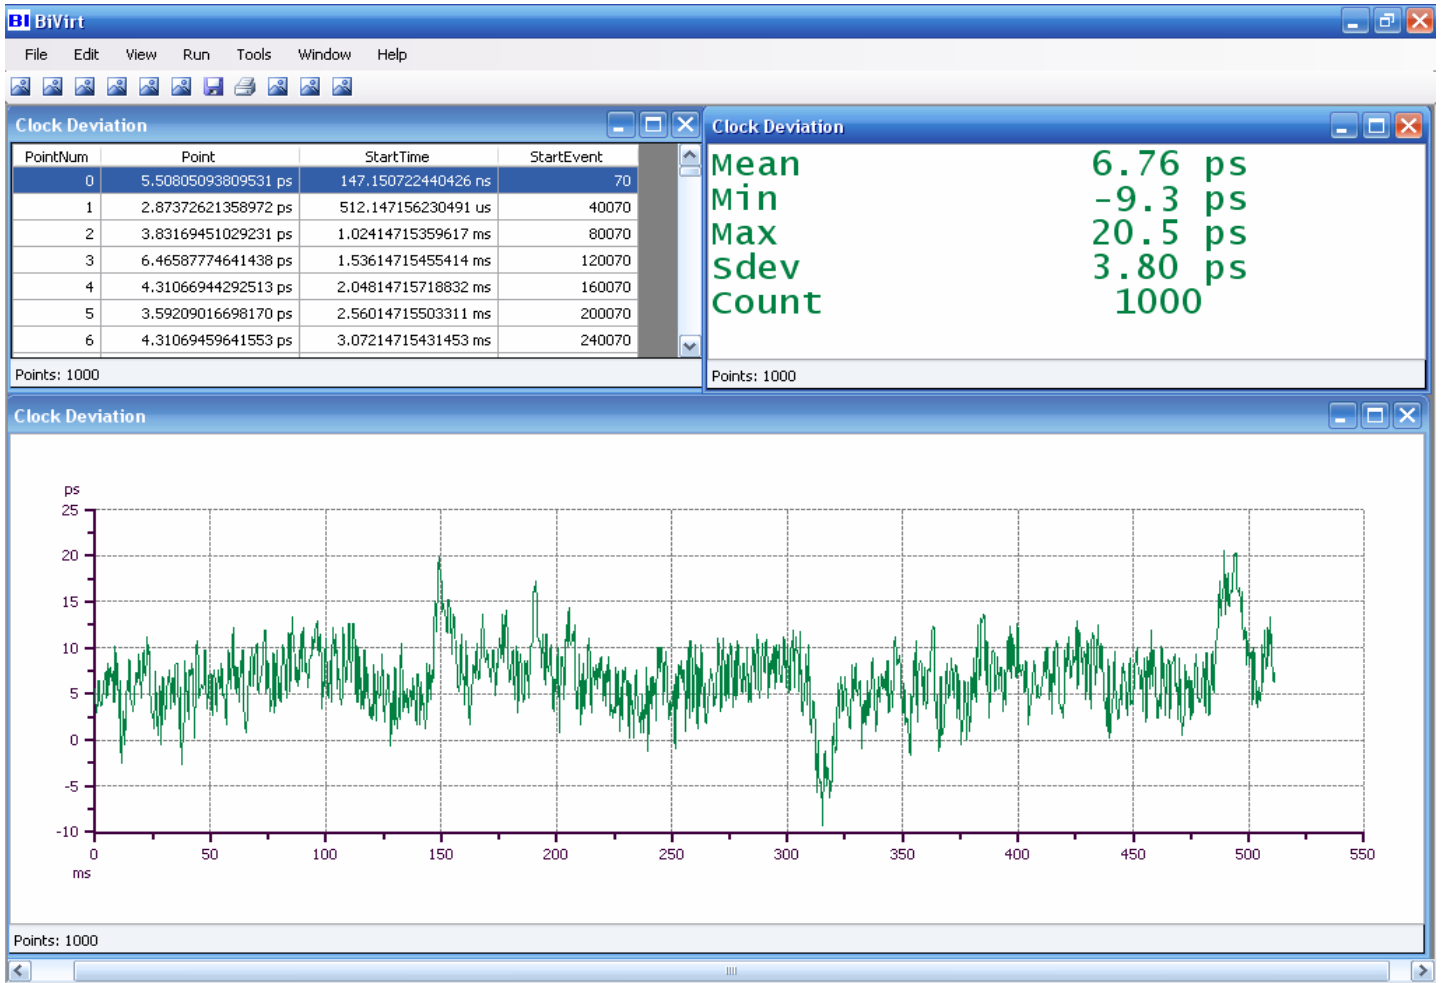 BI BiVirt
File Edit View Run Tools Window Help
Clock Deviation
PointNum Point StartTime StartEvent
0 5.50805093809531 ps 147.150722440426 ns 70
1 2.87372621358972 ps 512.147156230491 us 40070
2 3.83169451029231 ps 1.02414715359617 ms 80070
3 6.46587774641438 ps 1.53614715455414 ms 120070
4 4.31066944292513 ps 2.04814715718832 ms 160070
5 3.59209016698170 ps 2.56014715503311 ms 200070
6 4.31069459641553 ps 3.07214715431453 ms 240070
Points: 1000
Clock Deviation
Mean 6.76 ps
Min -9.3 ps
Max 20.5 ps
Sdev 3.80 ps
Count 1000
Points: 1000
Clock Deviation
ps
25
20
15
10
5
0
-5
-10
0 50 100 150 200 250 300 350 400 450 500 550
ms
Points: 1000